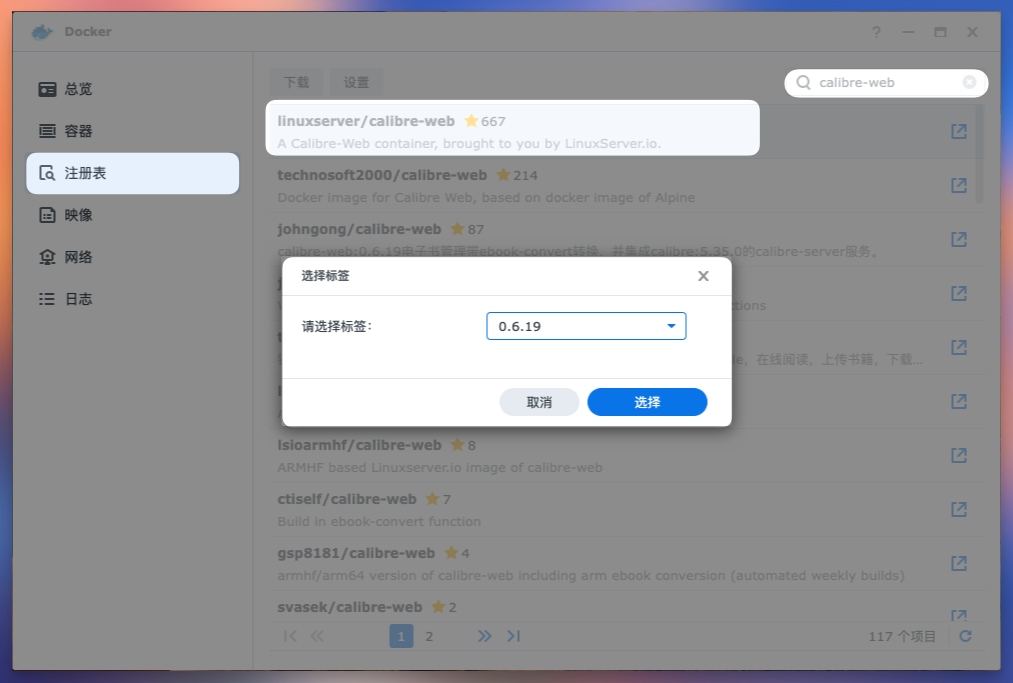 Docker
总览
容器
注册表
映像
网络
日志
下载 设置
calibre-web
linuxserver/calibre-web 667
A Calibre-Web container, brought to you by LinuxServer.io.
technosoft2000/calibre-web 214
Docker image for Calibre Web, based on docker image of Alpine
johngong/calibre-web 87
calibre-web:0.6.19电子书管理带ebook-convert转换，并集成calibre:5.35.0的calibre-server服务。
选择标签
请选择标签：
0.6.19
取消 选择
在线阅读，上传书籍，下载...
lsioarmhf/calibre-web 8
ARMHF based Linuxserver.io image of calibre-web
ctiself/calibre-web 7
Build in ebook-convert function
gsp8181/calibre-web 4
armhf/arm64 version of calibre-web including arm ebook conversion (automated weekly builds)
svasek/calibre-web 2
1 2
117 个项目